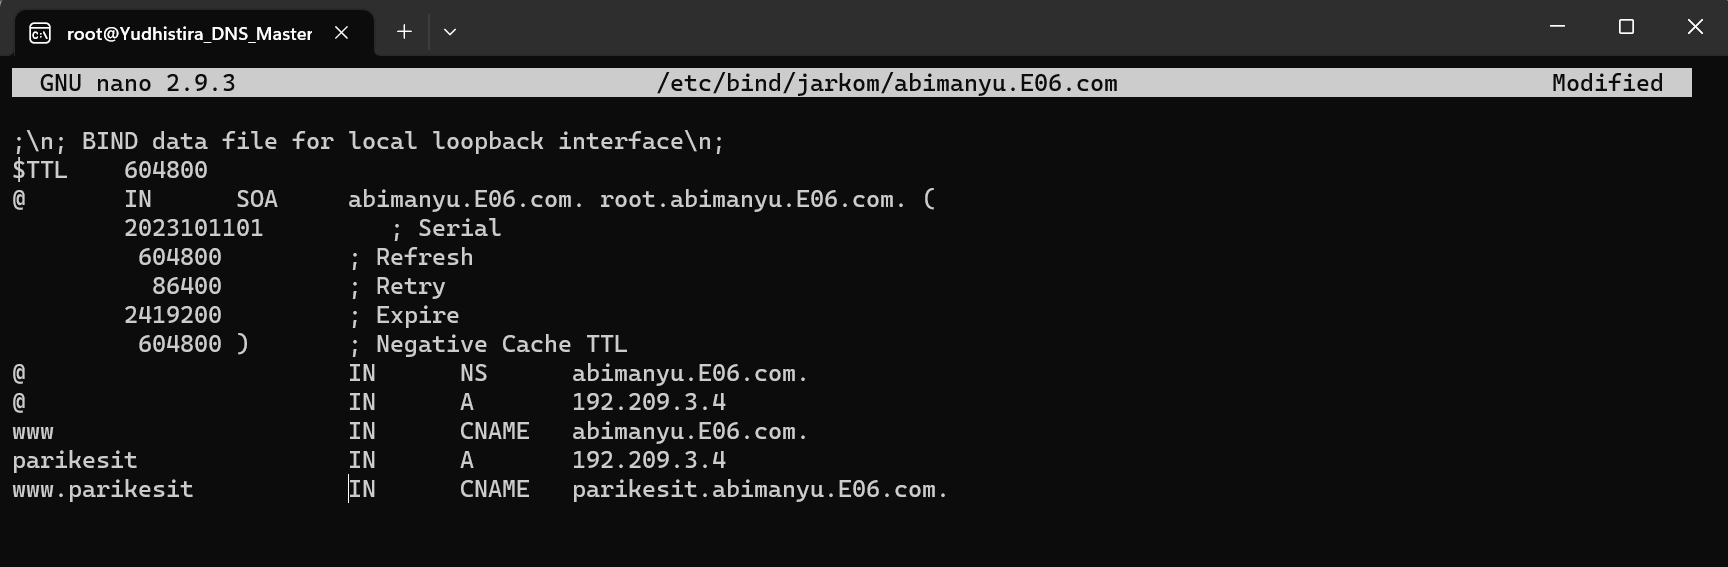 root@Yudhistira_DNS_Master
GNU nano 2.9.3 /etc/bind/jarkom/abimanyu.E06.com Modified
;\n; BIND data file for local loopback interface\n;
$TTL 604800
@ IN SOA abimanyu.E06.com. root.abimanyu.E06.com. (
2023101101 ; Serial
604800 ; Refresh
86400 ; Retry
2419200 ; Expire
604800 ) ; Negative Cache TTL
@ IN NS abimanyu.E06.com.
@ IN A 192.209.3.4
www IN CNAME abimanyu.E06.com.
parikesit IN A 192.209.3.4
www.parikesit IN CNAME parikesit.abimanyu.E06.com.